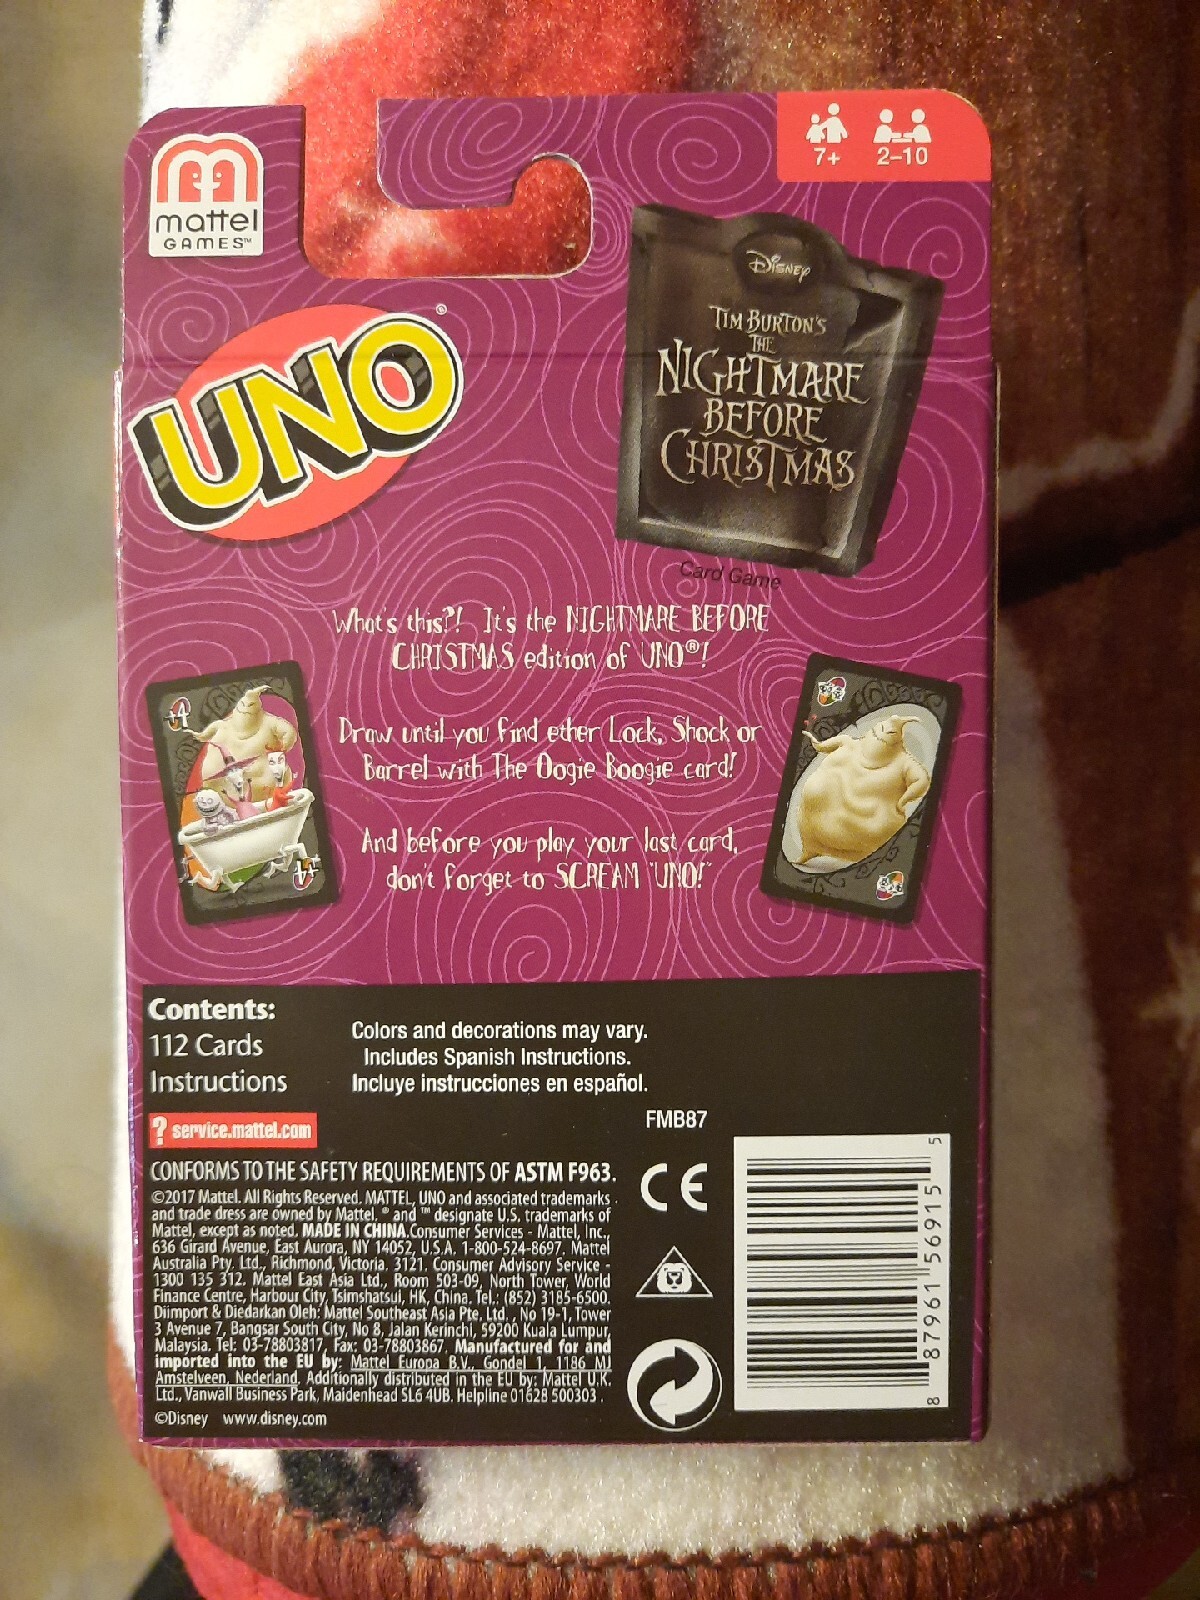 mattel
GAMES™
7+ 2-10
UNO®
Disney
TIM BURTON'S
THE
NIGHTMARE
BEFORE
CHRISTMAS
Card Game
What's this?! It's the NIGHTMARE BEFORE
CHRISTMAS edition of UNO®!
Draw until you find ether Lock, Shock or
Barrel with The Oogie Boogie card!
And before you play your last card,
don't forget to SCREAM "UNO!"
+4
+4
Contents:
112 Cards
Instructions
Colors and decorations may vary.
Includes Spanish Instructions.
Incluye instrucciones en español.
? service.mattel.com
FMB87
CONFORMS TO THE SAFETY REQUIREMENTS OF ASTM F963.
©2017 Mattel. All Rights Reserved. MATTEL, UNO and associated trademarks
and trade dress are owned by Mattel. ® and ™ designate U.S. trademarks of
Mattel, except as noted. MADE IN CHINA.Consumer Services - Mattel, Inc.,
636 Girard Avenue, East Aurora, NY 14052, U.S.A. 1-800-524-8697. Mattel
Australia Pty. Ltd., Richmond, Victoria. 3121. Consumer Advisory Service -
1300 135 312. Mattel East Asia Ltd., Room 503-09, North Tower, World
Finance Centre, Harbour City, Tsimshatsui, HK, China. Tel.: (852) 3185-6500.
Diimport & Diedarkan Oleh: Mattel Southeast Asia Pte. Ltd., No 19-1, Tower
3 Avenue 7, Bangsar South City, No 8, Jalan Kerinchi, 59200 Kuala Lumpur,
Malaysia. Tel: 03-78803817, Fax: 03-78803867. Manufactured for and
imported into the EU by: Mattel Europa B.V., Gondel 1, 1186 MJ
Amstelveen, Nederland. Additionally distributed in the EU by: Mattel U.K.
Ltd., Vanwall Business Park, Maidenhead SL6 4UB. Helpline 01628 500303.
©Disney www.disney.com
CE
8 87961 56915 5